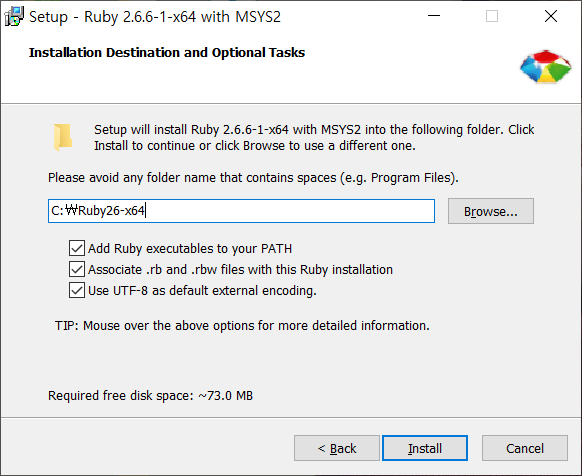 Setup - Ruby 2.6.6-1-x64 with MSYS2
Installation Destination and Optional Tasks
Setup will install Ruby 2.6.6-1-x64 with MSYS2 into the following folder. Click
Install to continue or click Browse to use a different one.
Please avoid any folder name that contains spaces (e.g. Program Files).
C:₩Ruby26-x64
Browse...
Add Ruby executables to your PATH
Associate .rb and .rbw files with this Ruby installation
Use UTF-8 as default external encoding.
TIP: Mouse over the above options for more detailed information.
Required free disk space: ~73.0 MB
< Back
Install
Cancel